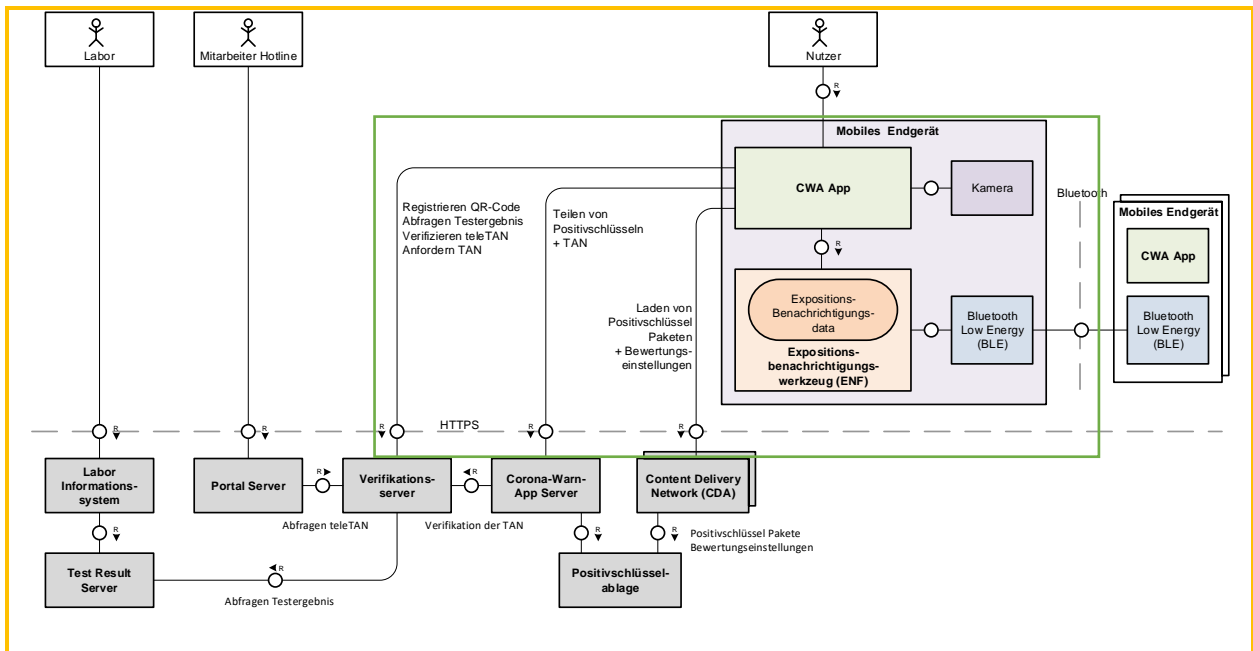 Labor
Mitarbeiter Hotline
Nutzer
R
Mobiles Endgerät
CWA App
Kamera
Bluetooth
Mobiles Endgerät
CWA App
Registrieren QR-Code
Abfragen Testergebnis
Verifizieren teleTAN
Anfordern TAN
Teilen von
Positivschlüsseln
+ TAN
R
Laden von
Positivschlüssel
Paketen
+ Bewertungs-
einstellungen
Expositions-
Benachrichtigungs-
data
Expositions-
benachrichtigungs-
werkzeug (ENF)
Bluetooth
Low Energy
(BLE)
Bluetooth
Low Energy
(BLE)
HTTPS
R
R
R
R
R
Labor
Informations-
system
Portal Server
R
Verifikations-
server
R
Corona-Warn-
App Server
Content Delivery
Network (CDA)
Abfragen teleTAN
Verifikation der TAN
R
R
R
Positivschlüssel Pakete
Bewertungseinstellungen
Test Result
Server
R
Abfragen Testergebnis
Positivschlüssel-
ablage